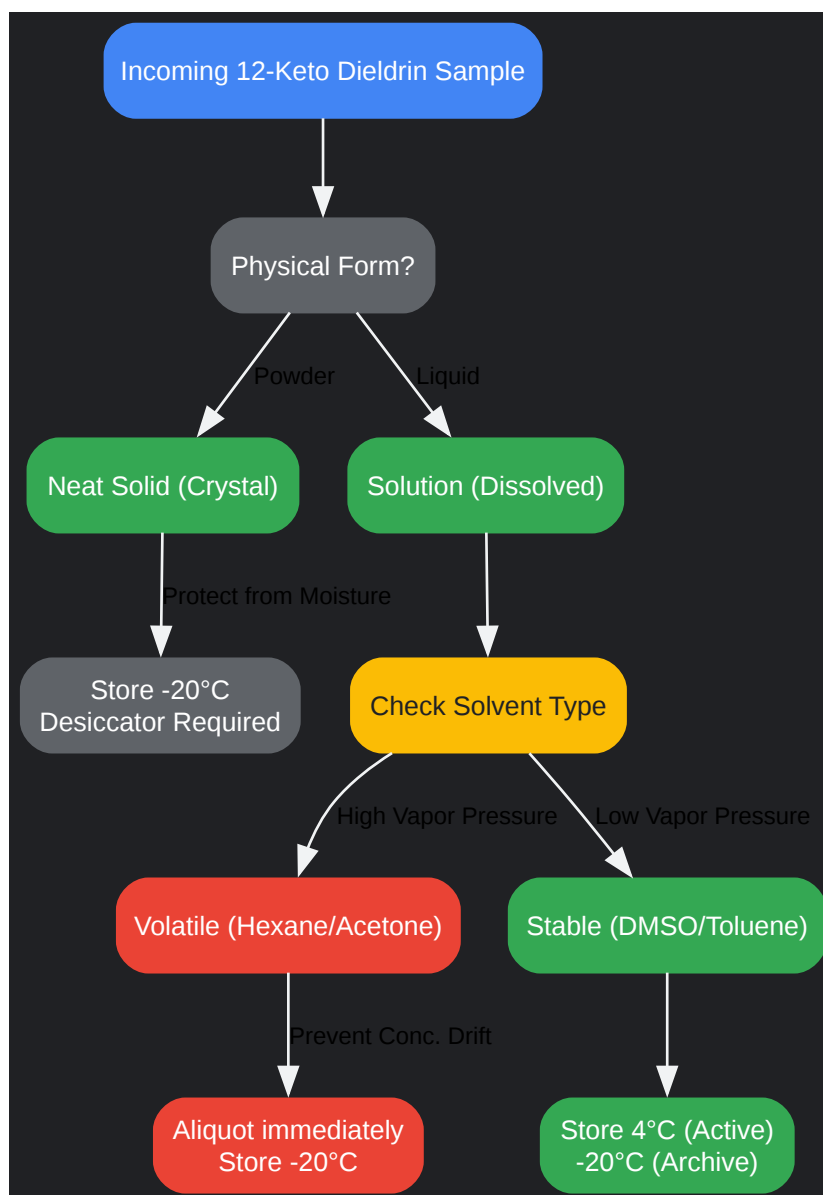 Incoming 12-Keto Dieldrin Sample
Physical Form?
Powder
Liquid
Neat Solid (Crystal)
Solution (Dissolved)
Protect from Moisture
Store -20°C
Desiccator Required
Check Solvent Type
High Vapor Pressure
Low Vapor Pressure
Volatile (Hexane/Acetone)
Stable (DMSO/Toluene)
Prevent Conc. Drift
Aliquot immediately
Store -20°C
Store 4°C (Active)
-20°C (Archive)